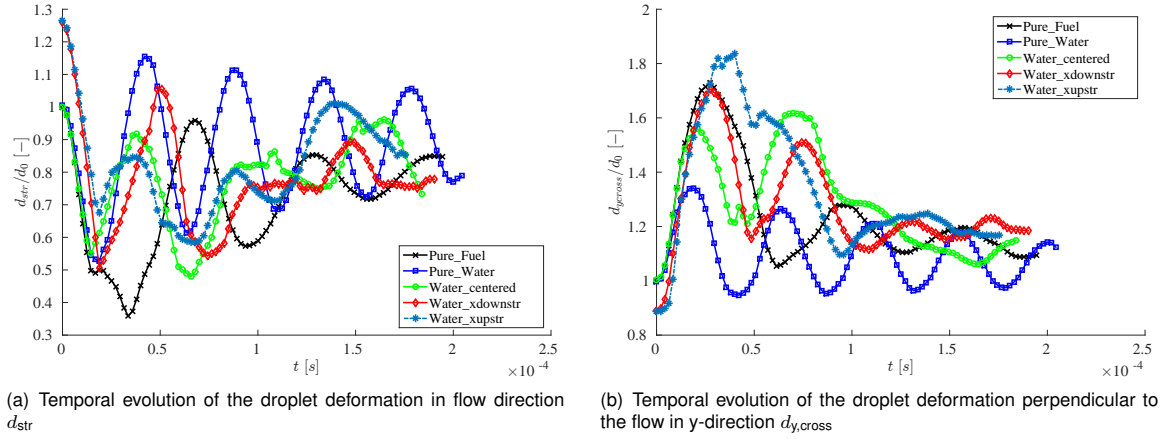 1.3
1.2
1.1
1
0.9
0.8
0.7
0.6
0.5
0.4
0.3
d_str/d_0 [−]
Pure_Fuel
Pure_Water
Water_centered
Water_xdownstr
Water_xupstr
0 0.5 1 1.5 2 2.5
t [s] ×10^-4
(a) Temporal evolution of the droplet deformation in flow direction
d_str
2
1.8
1.6
1.4
1.2
1
0.8
d_ycross/d_0 [−]
Pure_Fuel
Pure_Water
Water_centered
Water_xdownstr
Water_xupstr
0 0.5 1 1.5 2 2.5
t [s] ×10^-4
(b) Temporal evolution of the droplet deformation perpendicular to
the flow in y-direction d_y,cross